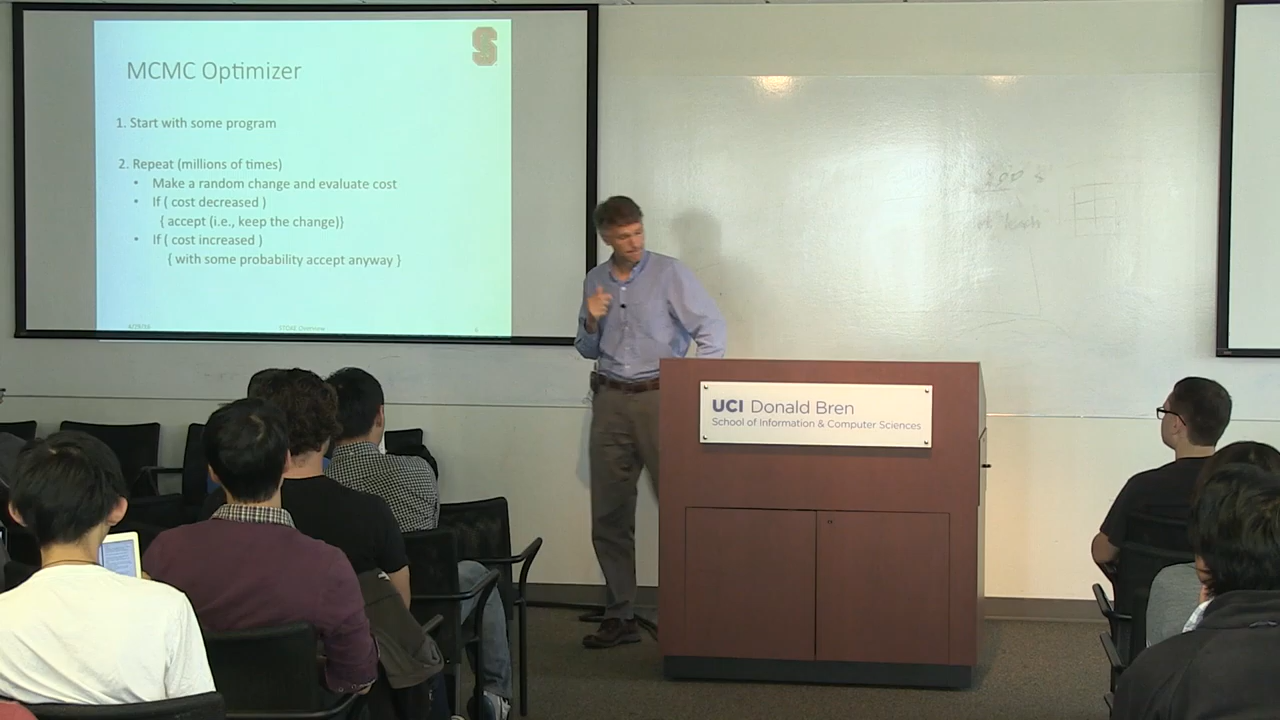 S
MCMC Optimizer
1. Start with some program
2. Repeat (millions of times)
• Make a random change and evaluate cost
• If ( cost decreased )
{ accept (i.e., keep the change)}
• If ( cost increased )
{ with some probability accept anyway }
UCI Donald Bren
School of Information & Computer Sciences